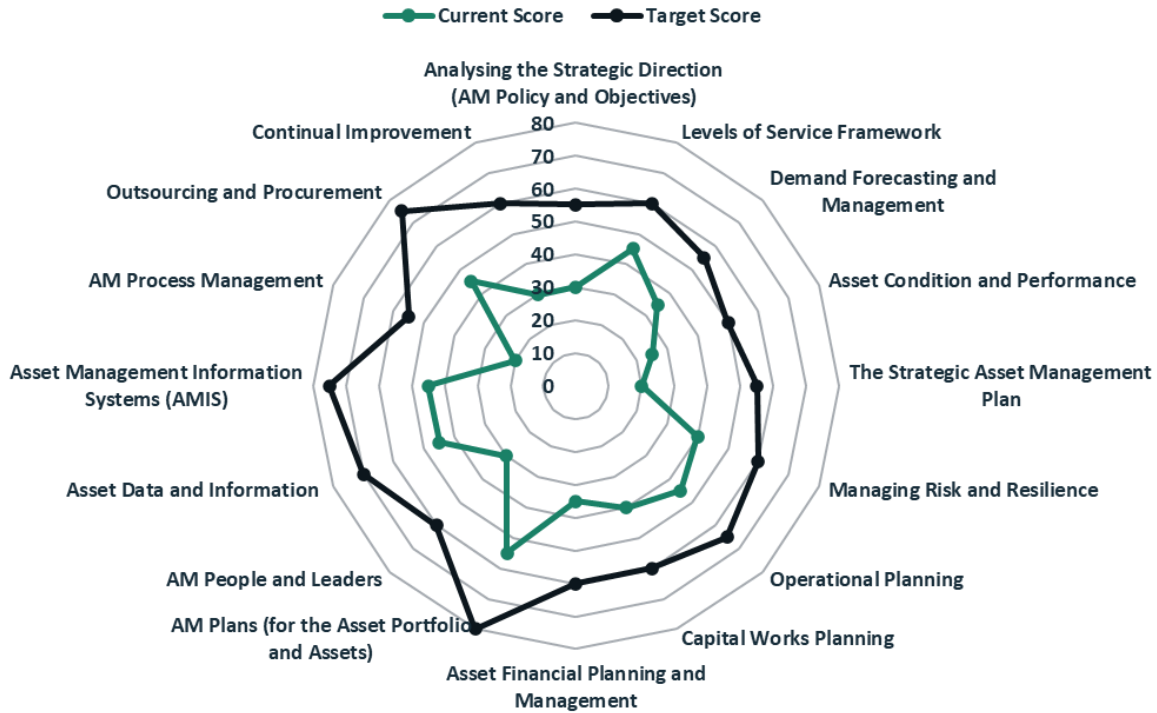 Current Score
Target Score
Analysing the Strategic Direction
(AM Policy and Objectives)
Levels of Service Framework
Demand Forecasting and
Management
Asset Condition and Performance
The Strategic Asset Management
Plan
Managing Risk and Resilience
Operational Planning
Capital Works Planning
Asset Financial Planning and
Management
AM Plans (for the Asset Portfolio
and Assets)
AM People and Leaders
Asset Data and Information
Asset Management Information
Systems (AMIS)
AM Process Management
Outsourcing and Procurement
Continual Improvement
80
70
60
50
40
30
20
10
0